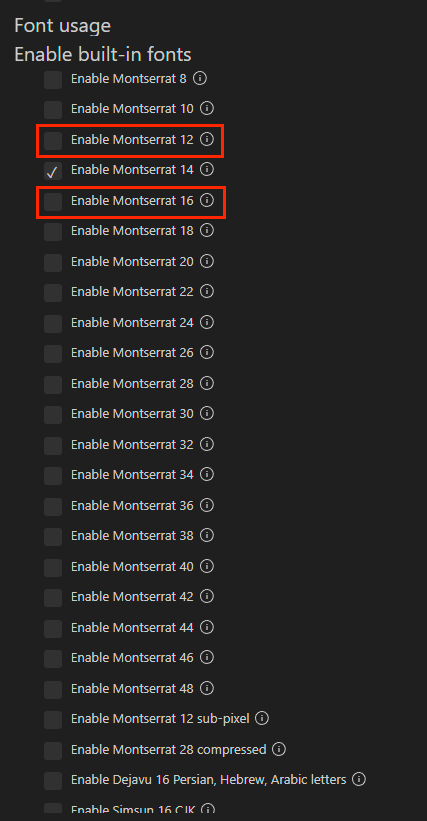 Font usage
Enable built-in fonts
Enable Montserrat 8
Enable Montserrat 10
Enable Montserrat 12
Enable Montserrat 14
Enable Montserrat 16
Enable Montserrat 18
Enable Montserrat 20
Enable Montserrat 22
Enable Montserrat 24
Enable Montserrat 26
Enable Montserrat 28
Enable Montserrat 30
Enable Montserrat 32
Enable Montserrat 34
Enable Montserrat 36
Enable Montserrat 38
Enable Montserrat 40
Enable Montserrat 42
Enable Montserrat 44
Enable Montserrat 46
Enable Montserrat 48
Enable Montserrat 12 sub-pixel
Enable Montserrat 28 compressed
Enable Dejavu 16 Persian, Hebrew, Arabic letters
Enable Simsun 16 CJK